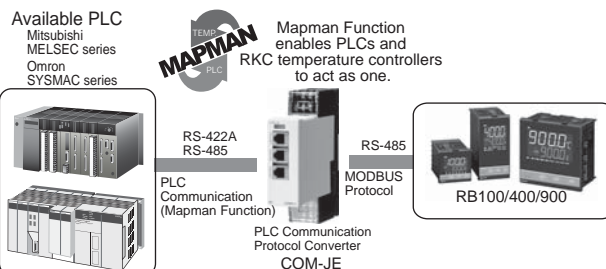 Available PLC
Mitsubishi
MELSEC series
Omron
SYSMAC series
TEMP.
MAPMAN
PLC
Mapman Function
enables PLCs and
RKC temperature controllers
to act as one.
RS-422A
RS-485
PLC
Communication
(Mapman Function)
RS-485
MODBUS
Protocol
PLC Communication
Protocol Converter
COM-JE
900.0
RB100/400/900